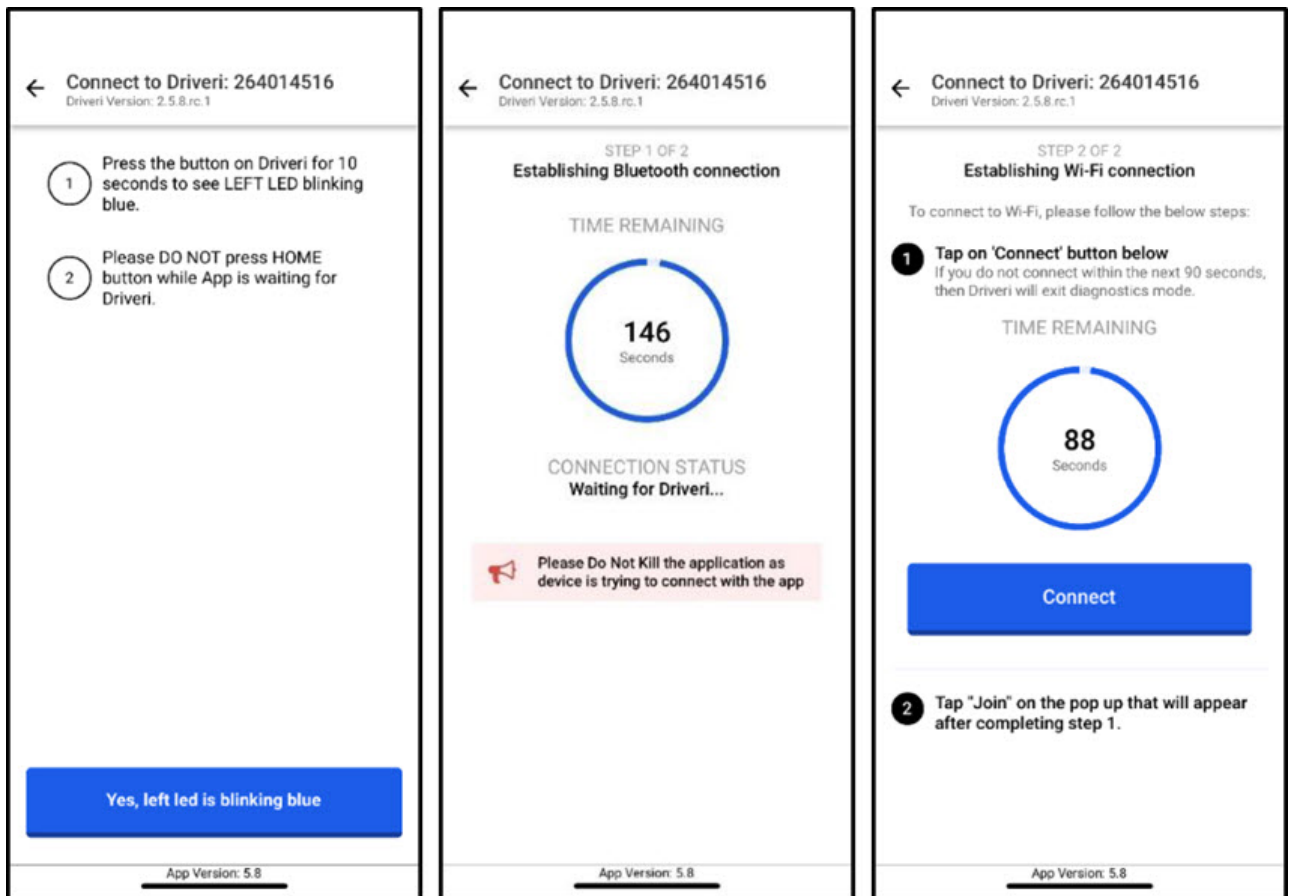 Connect to Driveri: 264014516
Driveri Version: 2.5.8.rc.1
1
Press the button on Driveri for 10
seconds to see LEFT LED blinking
blue.
2
Please DO NOT press HOME
button while App is waiting for
Driveri.
Yes, left led is blinking blue
App Version: 5.8
Connect to Driveri: 264014516
Driveri Version: 2.5.8.rc.1
STEP 1 OF 2
Establishing Bluetooth connection
TIME REMAINING
146
Seconds
CONNECTION STATUS
Waiting for Driveri...
Please Do Not Kill the application as
device is trying to connect with the app
App Version: 5.8
Connect to Driveri: 264014516
Driveri Version: 2.5.8.rc.1
STEP 2 OF 2
Establishing Wi-Fi connection
To connect to Wi-Fi, please follow the below steps:
1
Tap on 'Connect' button below
If you do not connect within the next 90 seconds,
then Driveri will exit diagnostics mode.
TIME REMAINING
88
Seconds
Connect
2
Tap "Join" on the pop up that will appear
after completing step 1.
App Version: 5.8